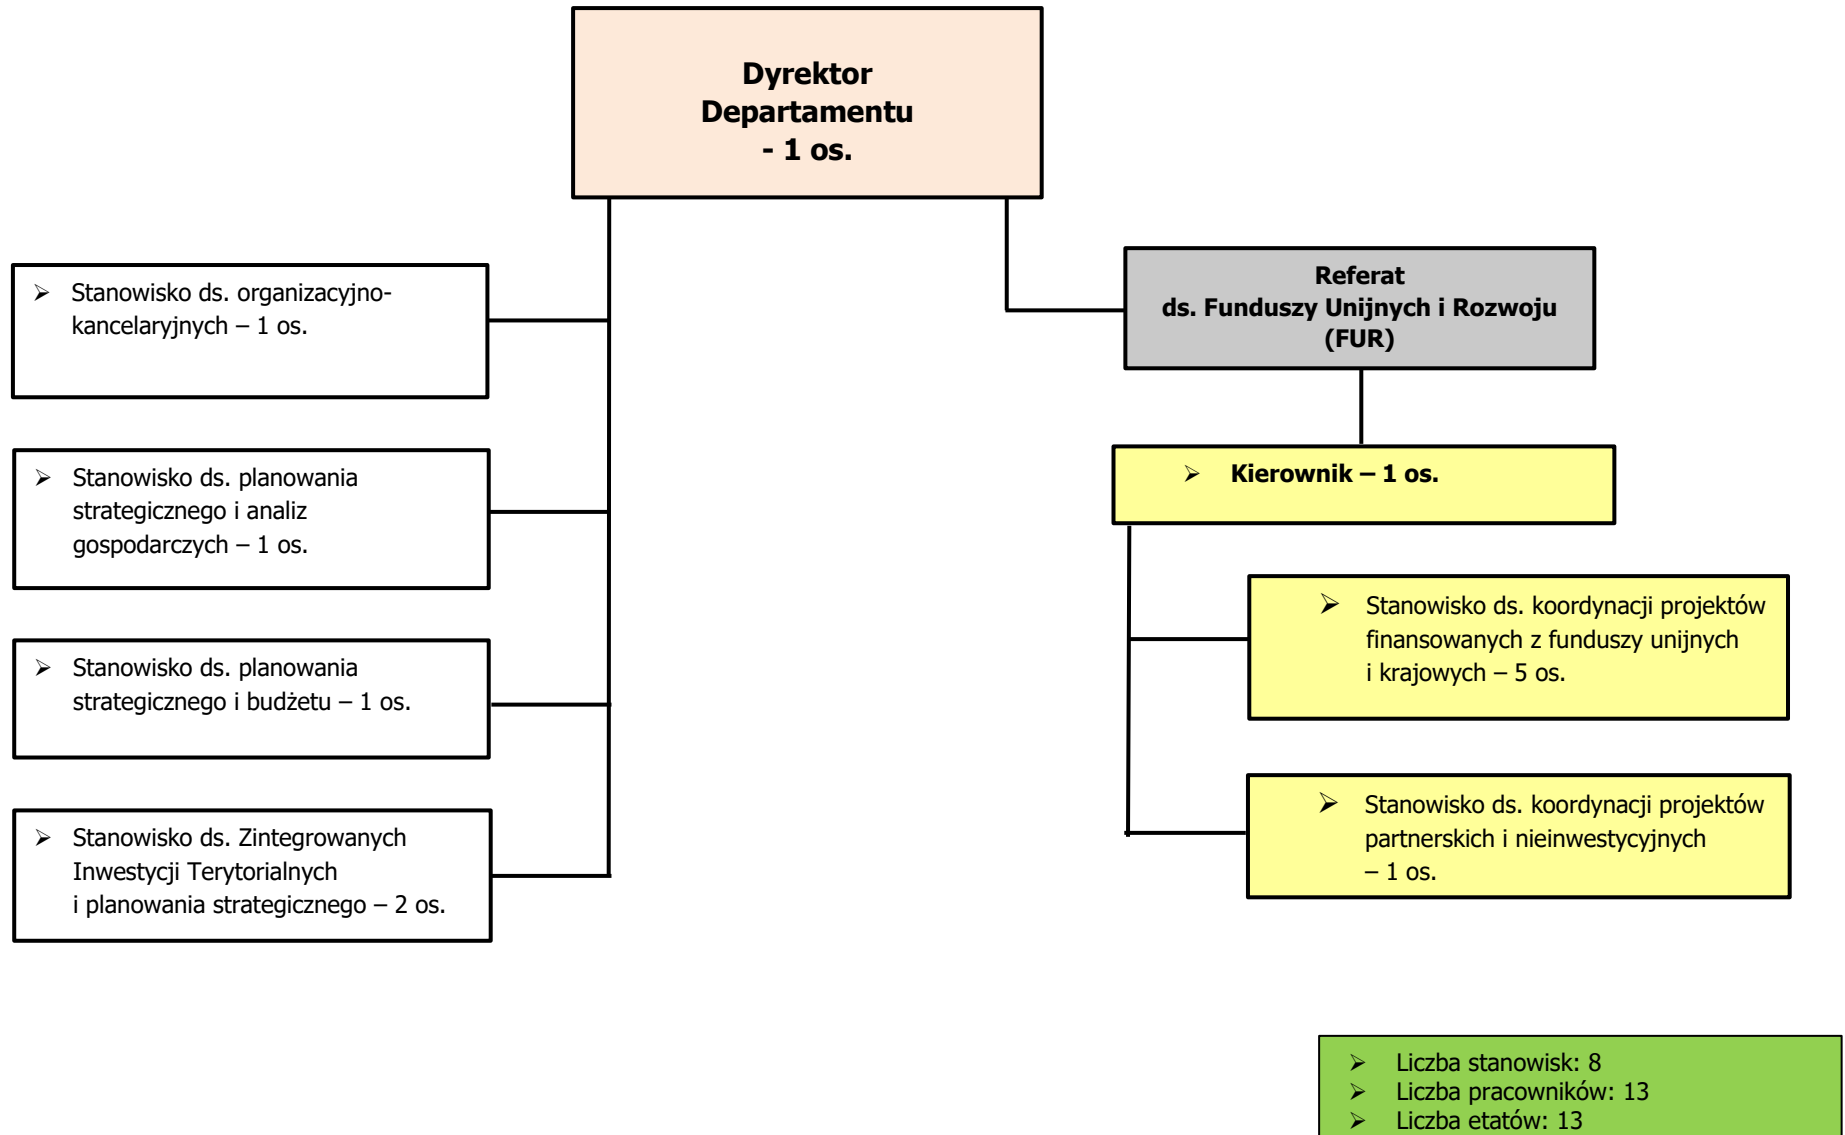 Dyrektor
Departamentu
- 1 os.
➢ Stanowisko ds. organizacyjno-
kancelaryjnych – 1 os.
➢ Stanowisko ds. planowania
strategicznego i analiz
gospodarczych – 1 os.
➢ Stanowisko ds. planowania
strategicznego i budżetu – 1 os.
➢ Stanowisko ds. Zintegrowanych
Inwestycji Terytorialnych
i planowania strategicznego – 2 os.
Referat
ds. Funduszy Unijnych i Rozwoju
(FUR)
➢ Kierownik – 1 os.
➢ Stanowisko ds. koordynacji projektów
finansowanych z funduszy unijnych
i krajowych – 5 os.
➢ Stanowisko ds. koordynacji projektów
partnerskich i nieinwestycyjnych
– 1 os.
➢ Liczba stanowisk: 8
➢ Liczba pracowników: 13
➢ Liczba etatów: 13